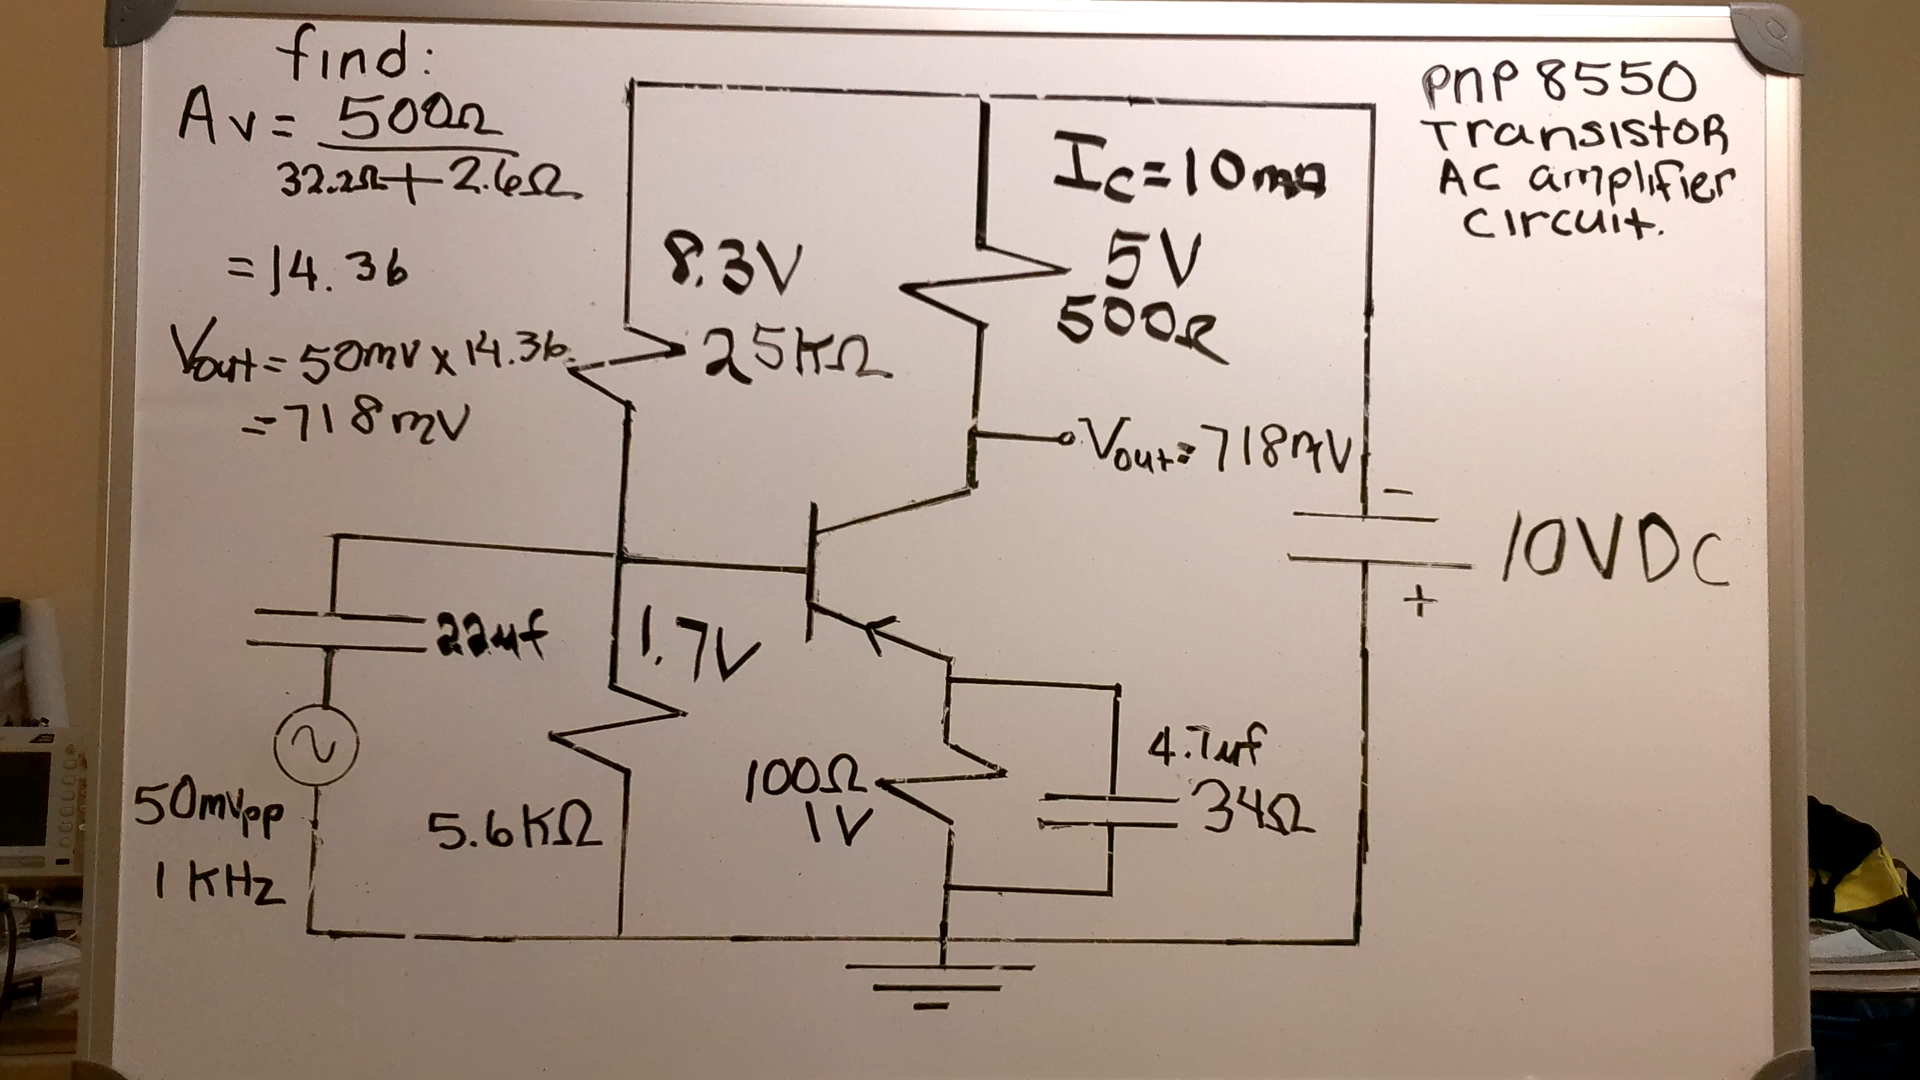 find:
Av = 500Ω
32.2Ω + 2.6Ω
= 14.36
Vout = 50mV x 14.36
= 718mV
PNP 8550
Transistor
AC amplifier
circuit.
Ic = 10ma
8.3V
25KΩ
5V
500Ω
Vout = 718mV
-
10VDC
+
22uf
1.7V
50mvpp
1 KHz
5.6KΩ
100Ω
1V
4.7uf
34Ω